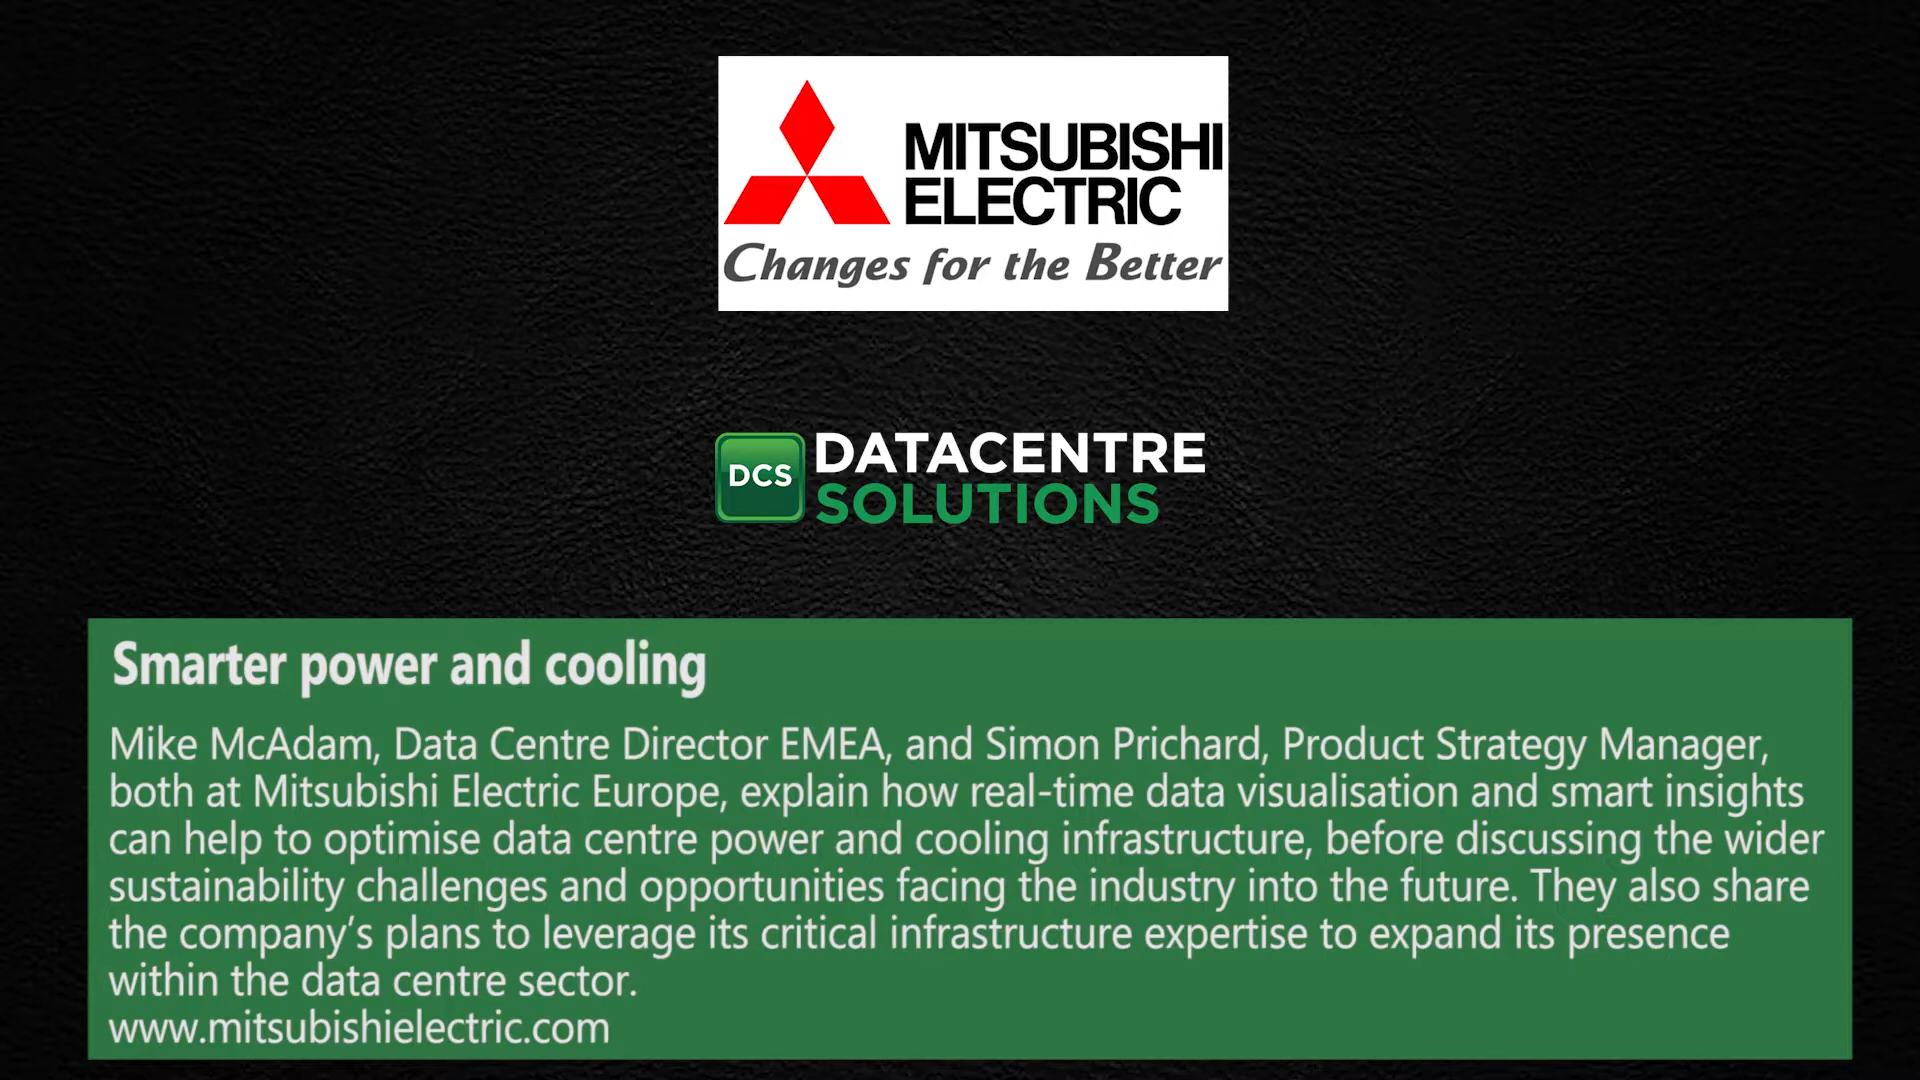 MITSUBISHI
ELECTRIC
Changes for the Better
DCS
DATACENTRE
SOLUTIONS
Smarter power and cooling
Mike McAdam, Data Centre Director EMEA, and Simon Prichard, Product Strategy Manager,
both at Mitsubishi Electric Europe, explain how real-time data visualisation and smart insights
can help to optimise data centre power and cooling infrastructure, before discussing the wider
sustainability challenges and opportunities facing the industry into the future. They also share
the company’s plans to leverage its critical infrastructure expertise to expand its presence
within the data centre sector.
www.mitsubishielectric.com